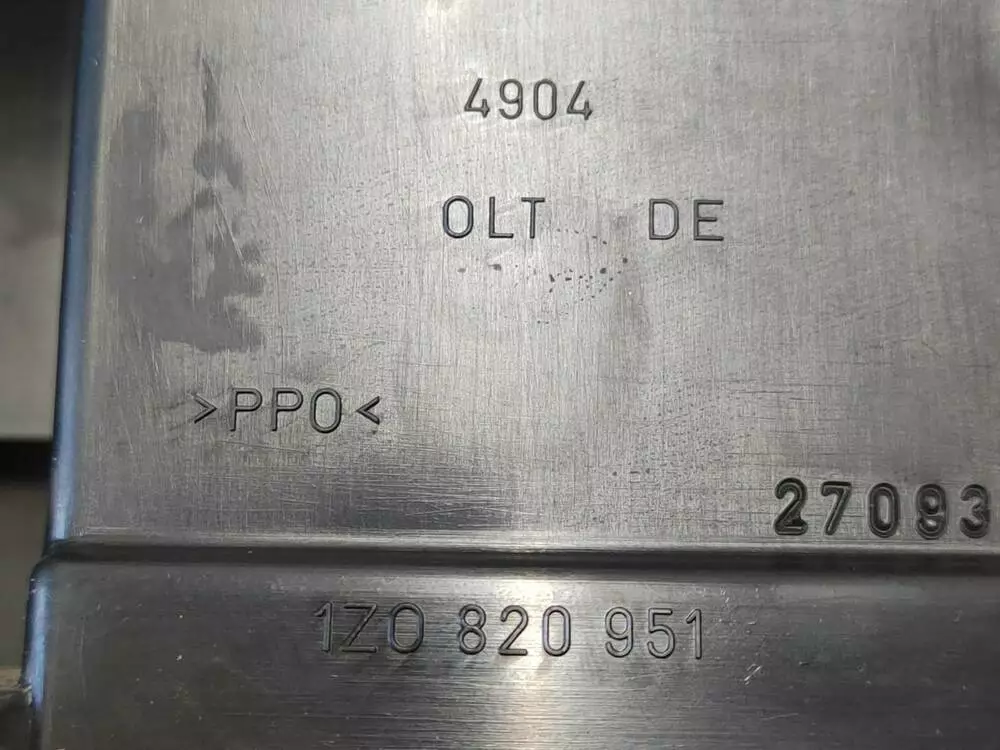 4904
OLT DE
>PPO<
27093
1Z0 820 951